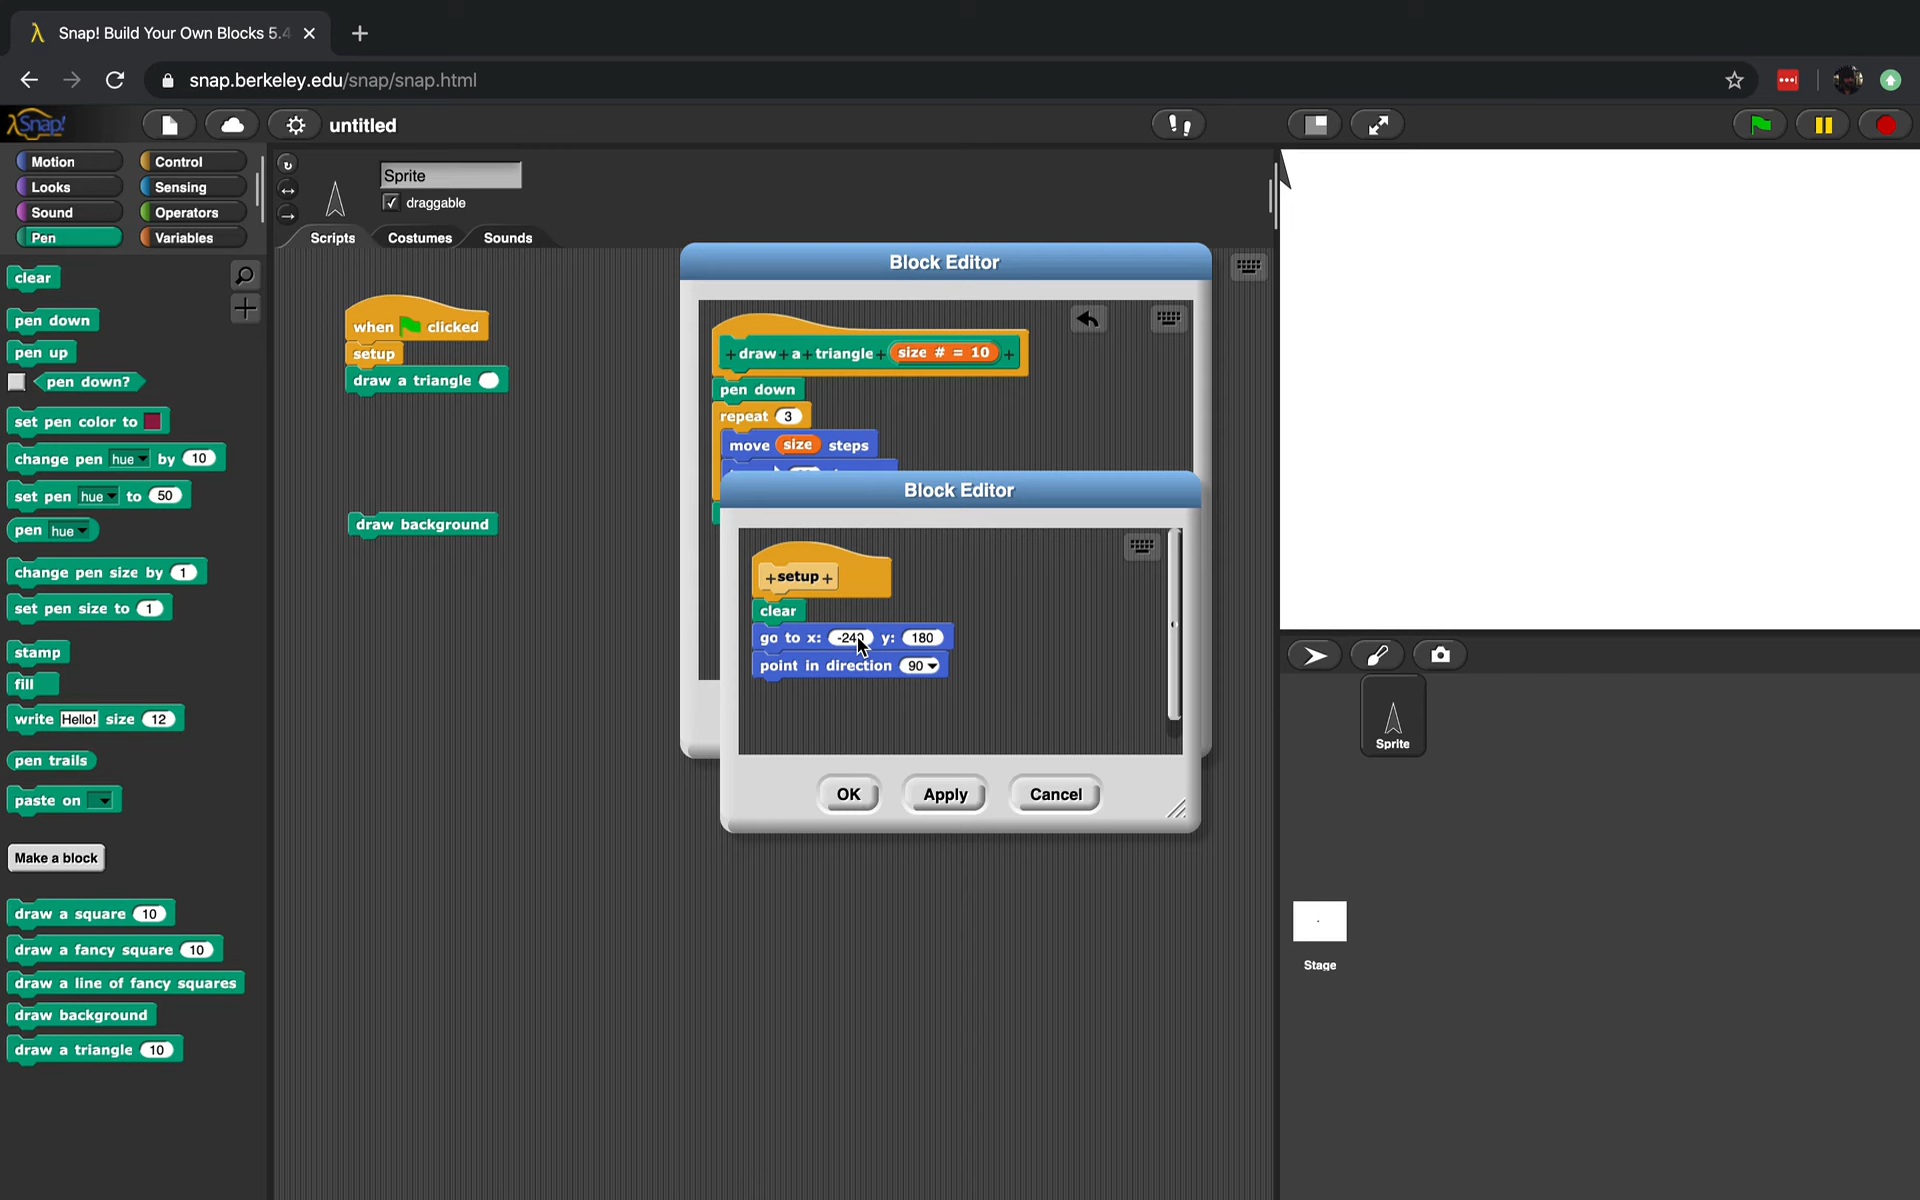 Snap! Build Your Own Blocks 5.4
snap.berkeley.edu/snap/snap.html
Snap!
untitled
Motion
Control
Looks
Sensing
Sound
Operators
Pen
Variables
Sprite
draggable
Scripts
Costumes
Sounds
clear
pen down
pen up
pen down?
set pen color to
change pen hue by 10
set pen hue to 50
pen hue
change pen size by 1
set pen size to 1
stamp
fill
write Hello! size 12
pen trails
paste on
Make a block
draw a square 10
draw a fancy square 10
draw a line of fancy squares
draw background
draw a triangle 10
when clicked
setup
draw a triangle
draw background
Block Editor
+ draw + a + triangle + size # = 10 +
pen down
repeat 3
move size steps
Block Editor
+ setup +
clear
go to x: -240 y: 180
point in direction 90
OK
Apply
Cancel
Sprite
Stage